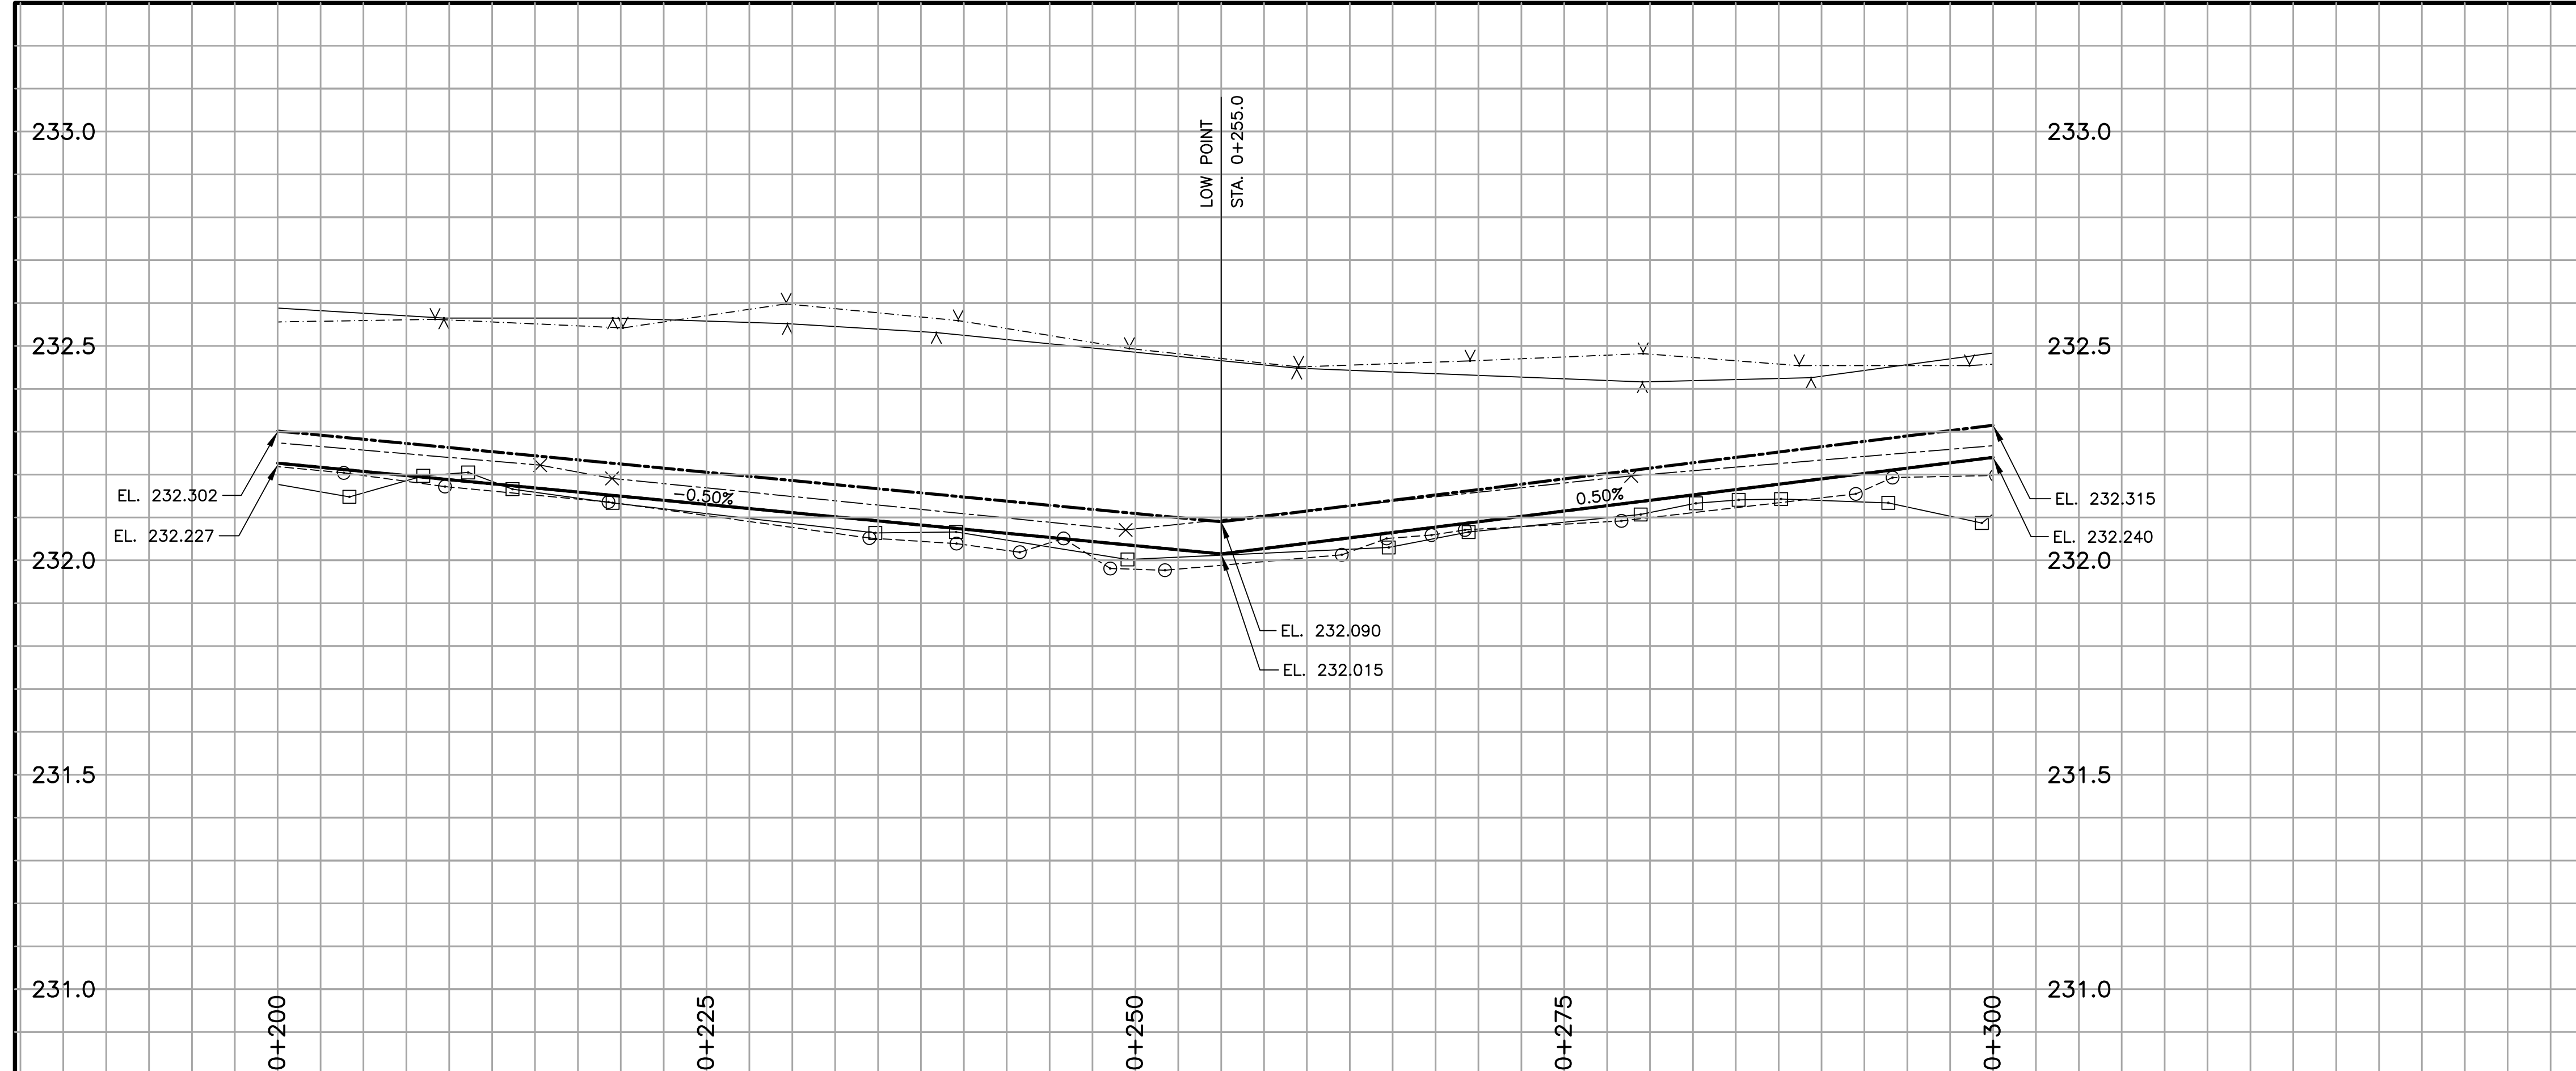 LOW POINT
STA. 0+255.0
233.0
233.0
232.5
232.5
EL. 232.302
EL. 232.227
-0.50%
0.50%
EL. 232.315
EL. 232.240
232.0
232.0
EL. 232.090
EL. 232.015
231.5
231.5
231.0
231.0
0+200
0+225
0+250
0+275
0+300